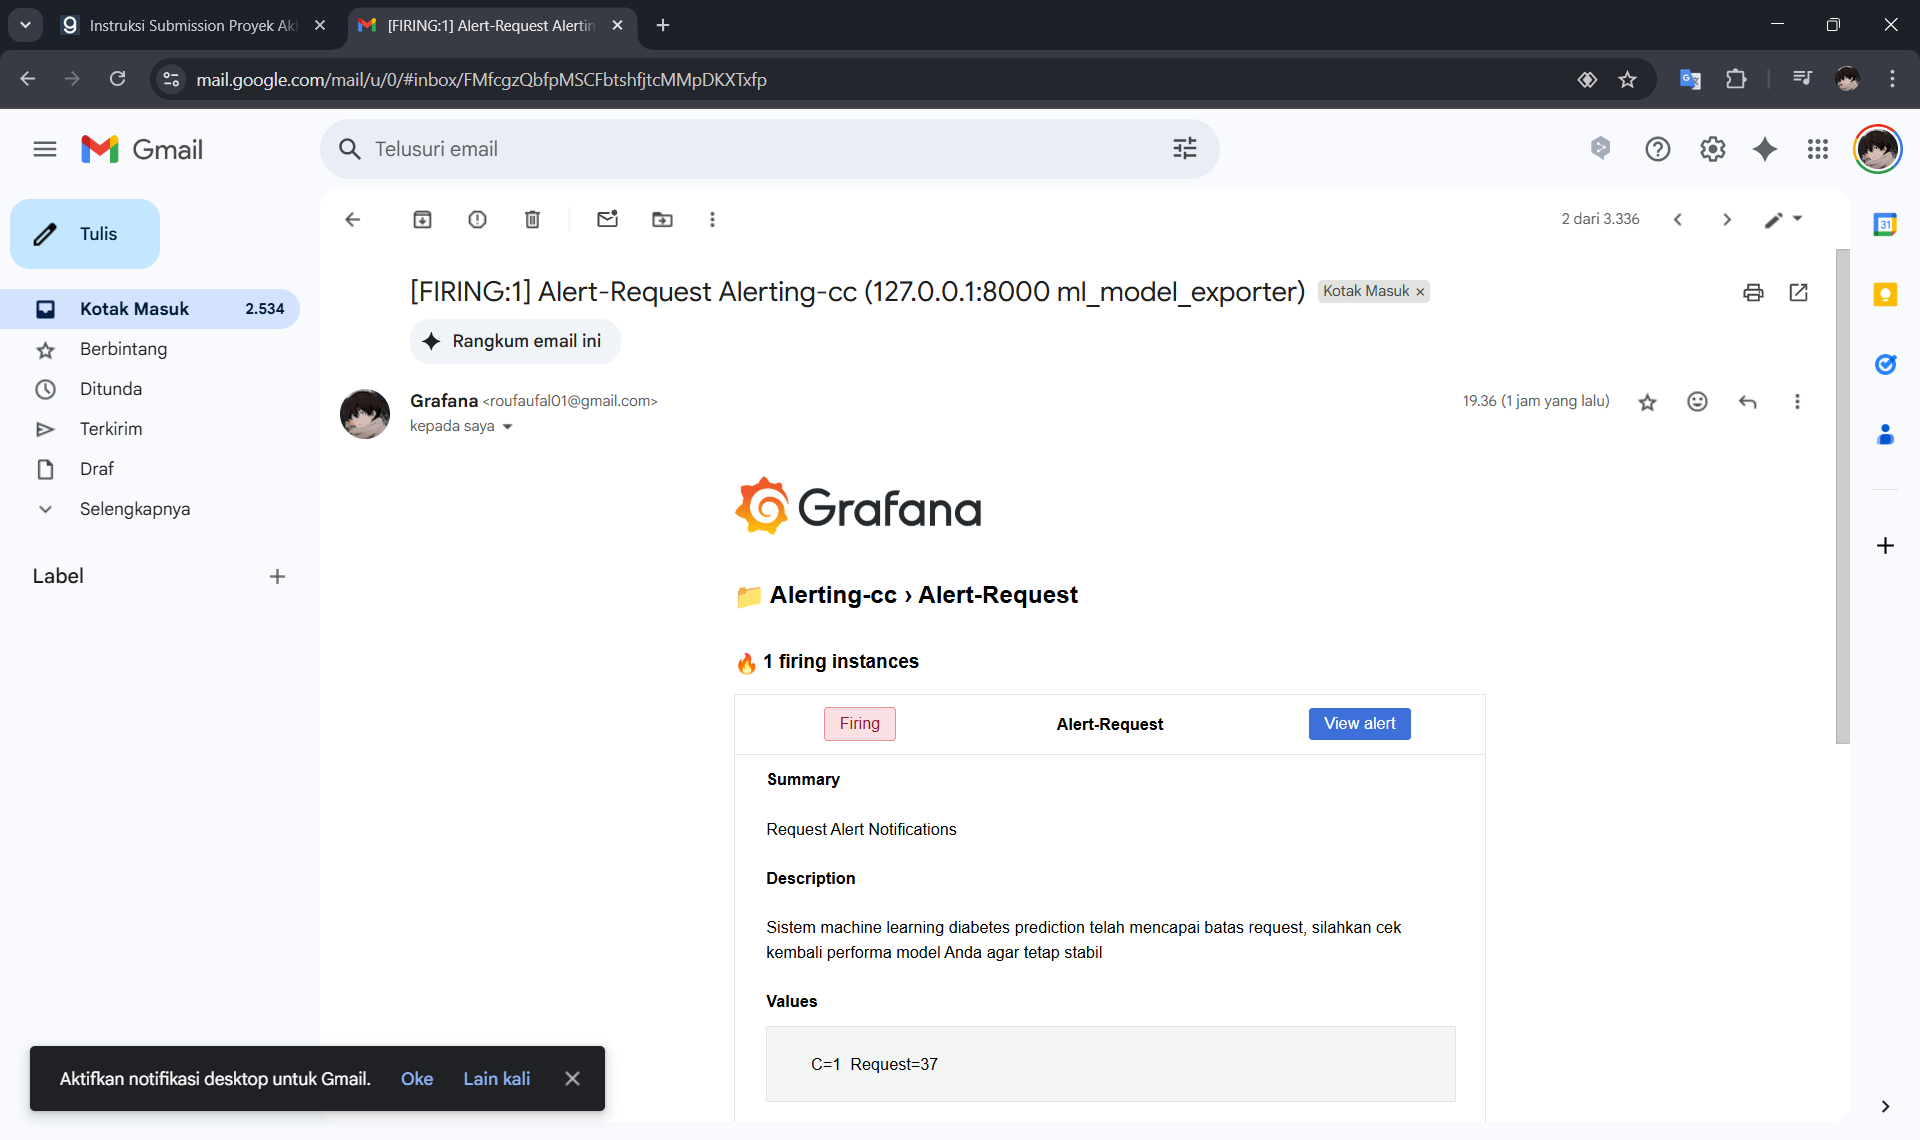 Instruksi Submission Proyek Ak
[FIRING:1] Alert-Request Alertin
mail.google.com/mail/u/0/#inbox/FMfcgzQbfpMSCFbtshfjtcMMpDKXTxfp
Gmail
Telusuri email
Tulis
2 dari 3.336
Kotak Masuk 2.534
Berbintang
Ditunda
Terkirim
Draf
Selengkapnya
Label
[FIRING:1] Alert-Request Alerting-cc (127.0.0.1:8000 ml_model_exporter) Kotak Masuk ×
Rangkum email ini
Grafana <roufaufal01@gmail.com> 19.36 (1 jam yang lalu)
kepada saya
Grafana
Alerting-cc › Alert-Request
1 firing instances
Firing Alert-Request View alert
Summary
Request Alert Notifications
Description
Sistem machine learning diabetes prediction telah mencapai batas request, silahkan cek
kembali performa model Anda agar tetap stabil
Values
C=1 Request=37
Aktifkan notifikasi desktop untuk Gmail. Oke Lain kali
31